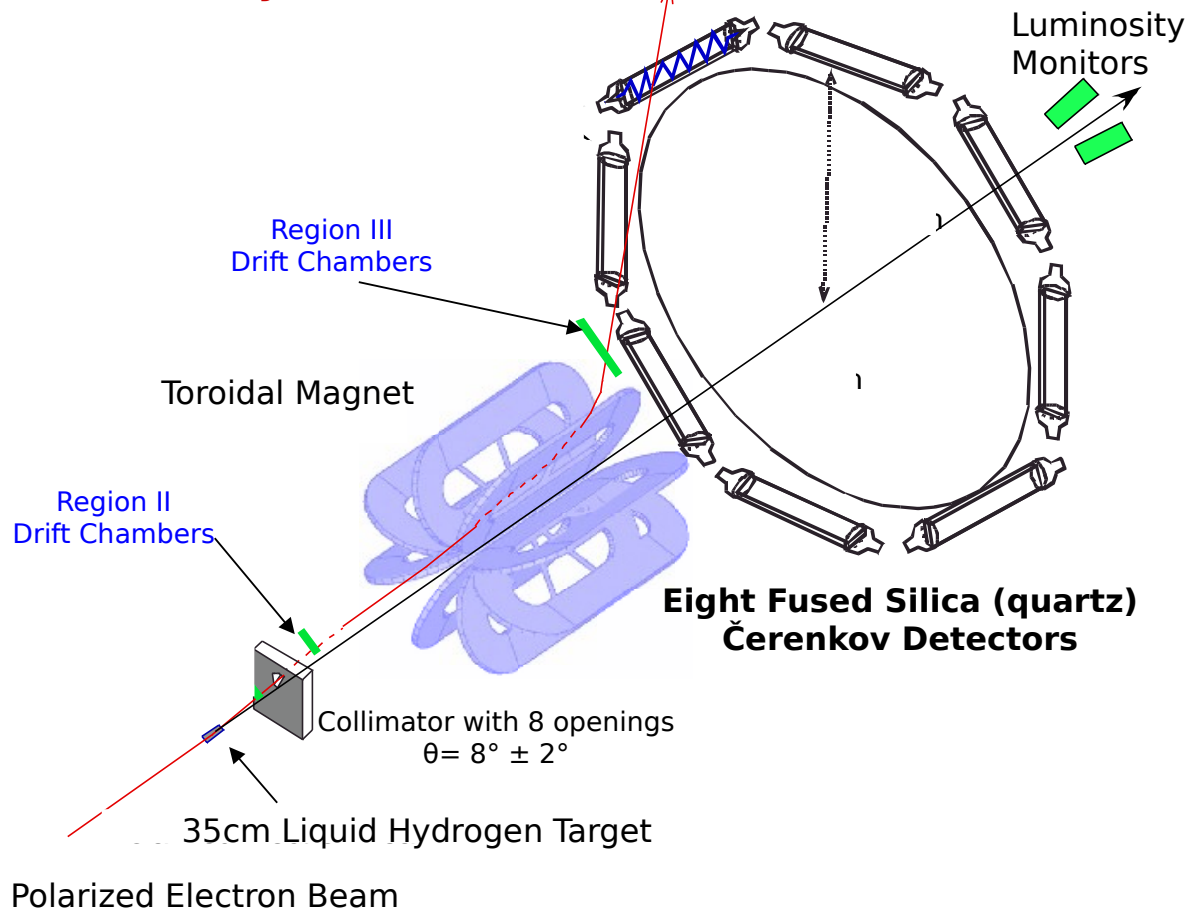 Luminosity
Monitors
Region III
Drift Chambers
Toroidal Magnet
Region II
Drift Chambers
Eight Fused Silica (quartz)
Čerenkov Detectors
Collimator with 8 openings
θ= 8° ± 2°
35cm Liquid Hydrogen Target
Polarized Electron Beam